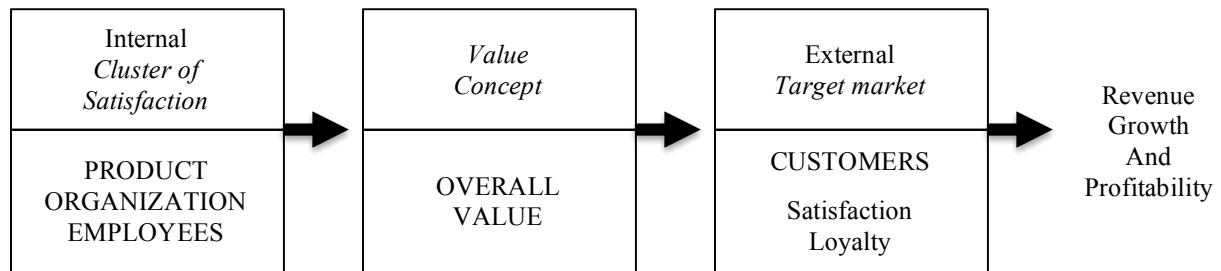 Internal
Cluster of
Satisfaction
PRODUCT
ORGANIZATION
EMPLOYEES
Value
Concept
OVERALL
VALUE
External
Target market
CUSTOMERS
Satisfaction
Loyalty
Revenue
Growth
And
Profitability